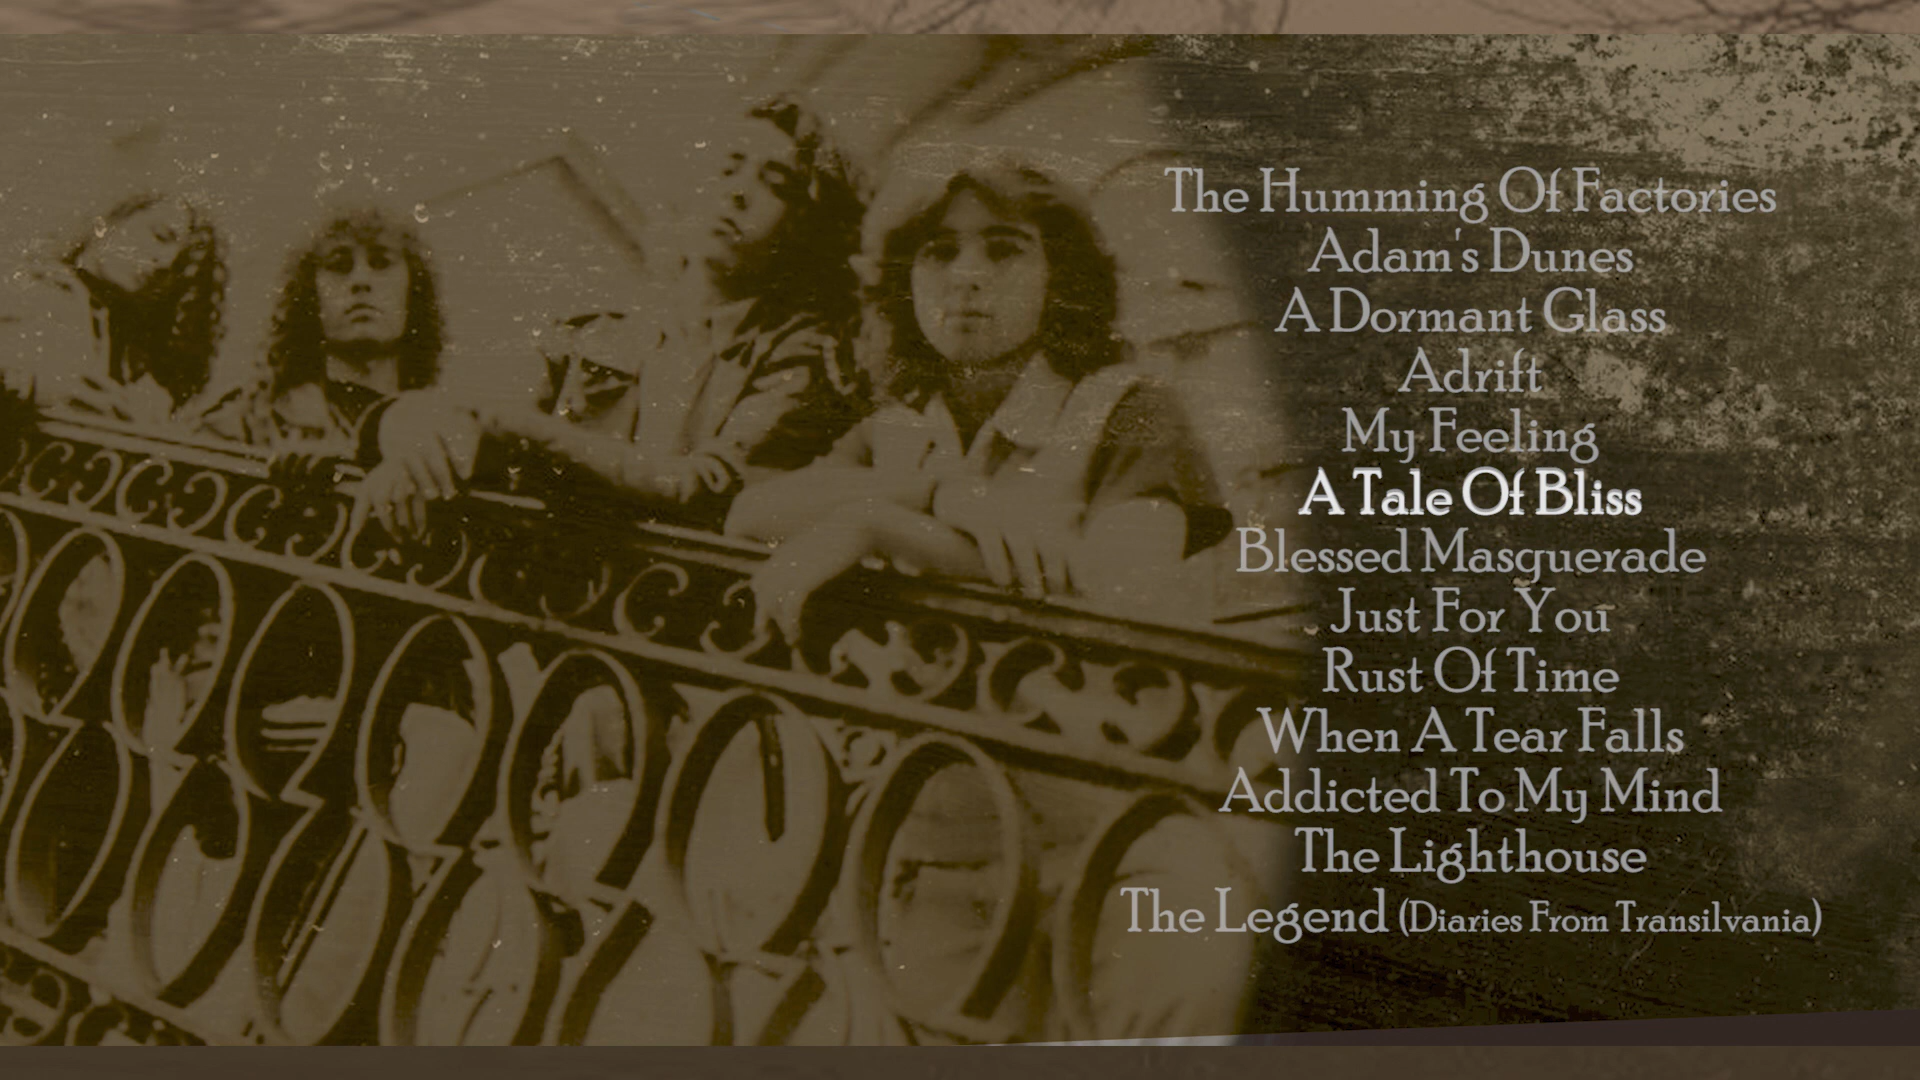 The Humming Of Factories
Adam's Dunes
A Dormant Glass
Adrift
My Feeling
A Tale Of Bliss
Blessed Masquerade
Just For You
Rust Of Time
When A Tear Falls
Addicted To My Mind
The Lighthouse
The Legend (Diaries From Transilvania)